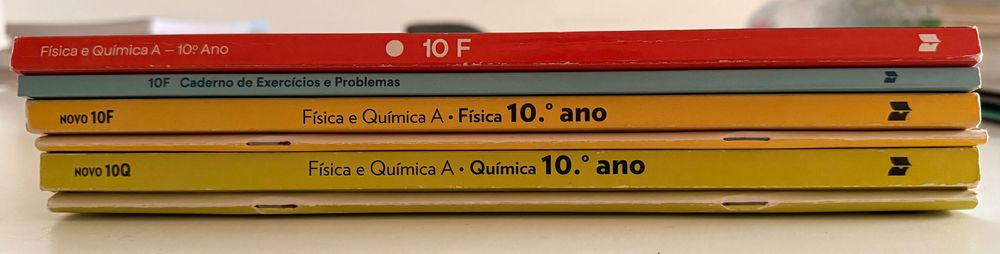 Física e Química A – 10º Ano 10 F
10F Caderno de Exercícios e Problemas
NOVO 10F Física e Química A • Física 10.º ano
NOVO 10Q Física e Química A • Química 10.º ano